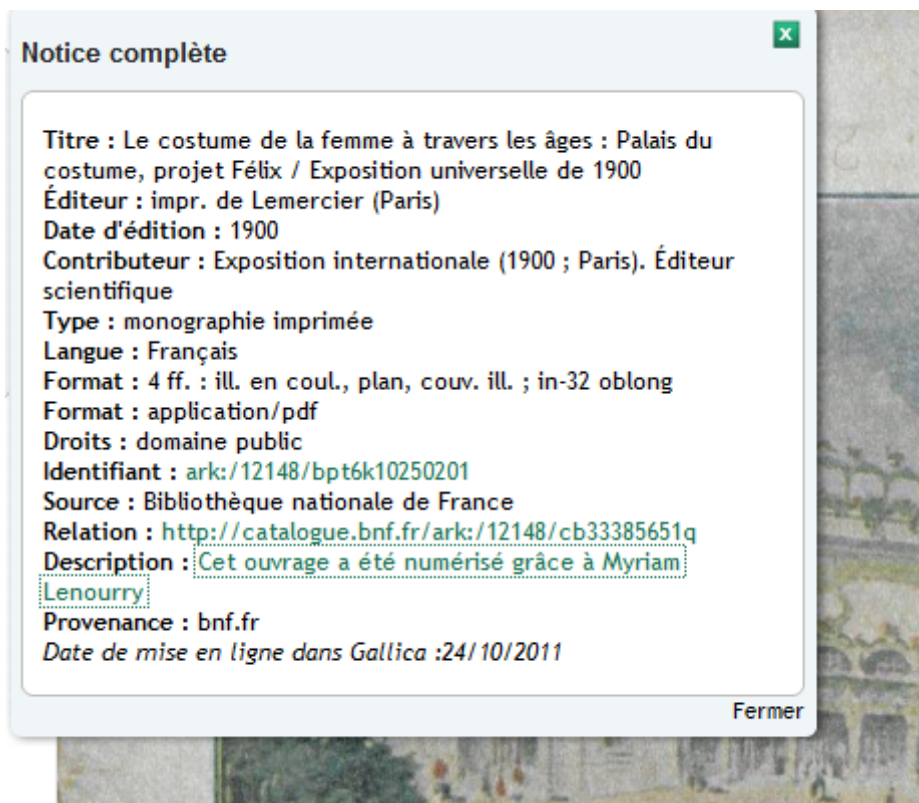 x
Notice complète
Titre : Le costume de la femme à travers les âges : Palais du
costume, projet Félix / Exposition universelle de 1900
Éditeur : impr. de Lemercier (Paris)
Date d'édition : 1900
Contributeur : Exposition internationale (1900 ; Paris). Éditeur
scientifique
Type : monographie imprimée
Langue : Français
Format : 4 ff. : ill. en coul., plan, couv. ill. ; in-32 oblong
Format : application/pdf
Droits : domaine public
Identifiant : ark:/12148/bpt6k10250201
Source : Bibliothèque nationale de France
Relation : http://catalogue.bnf.fr/ark:/12148/cb33385651q
Description : Cet ouvrage a été numérisé grâce à Myriam
Lenourry
Provenance : bnf.fr
Date de mise en ligne dans Gallica :24/10/2011
Fermer